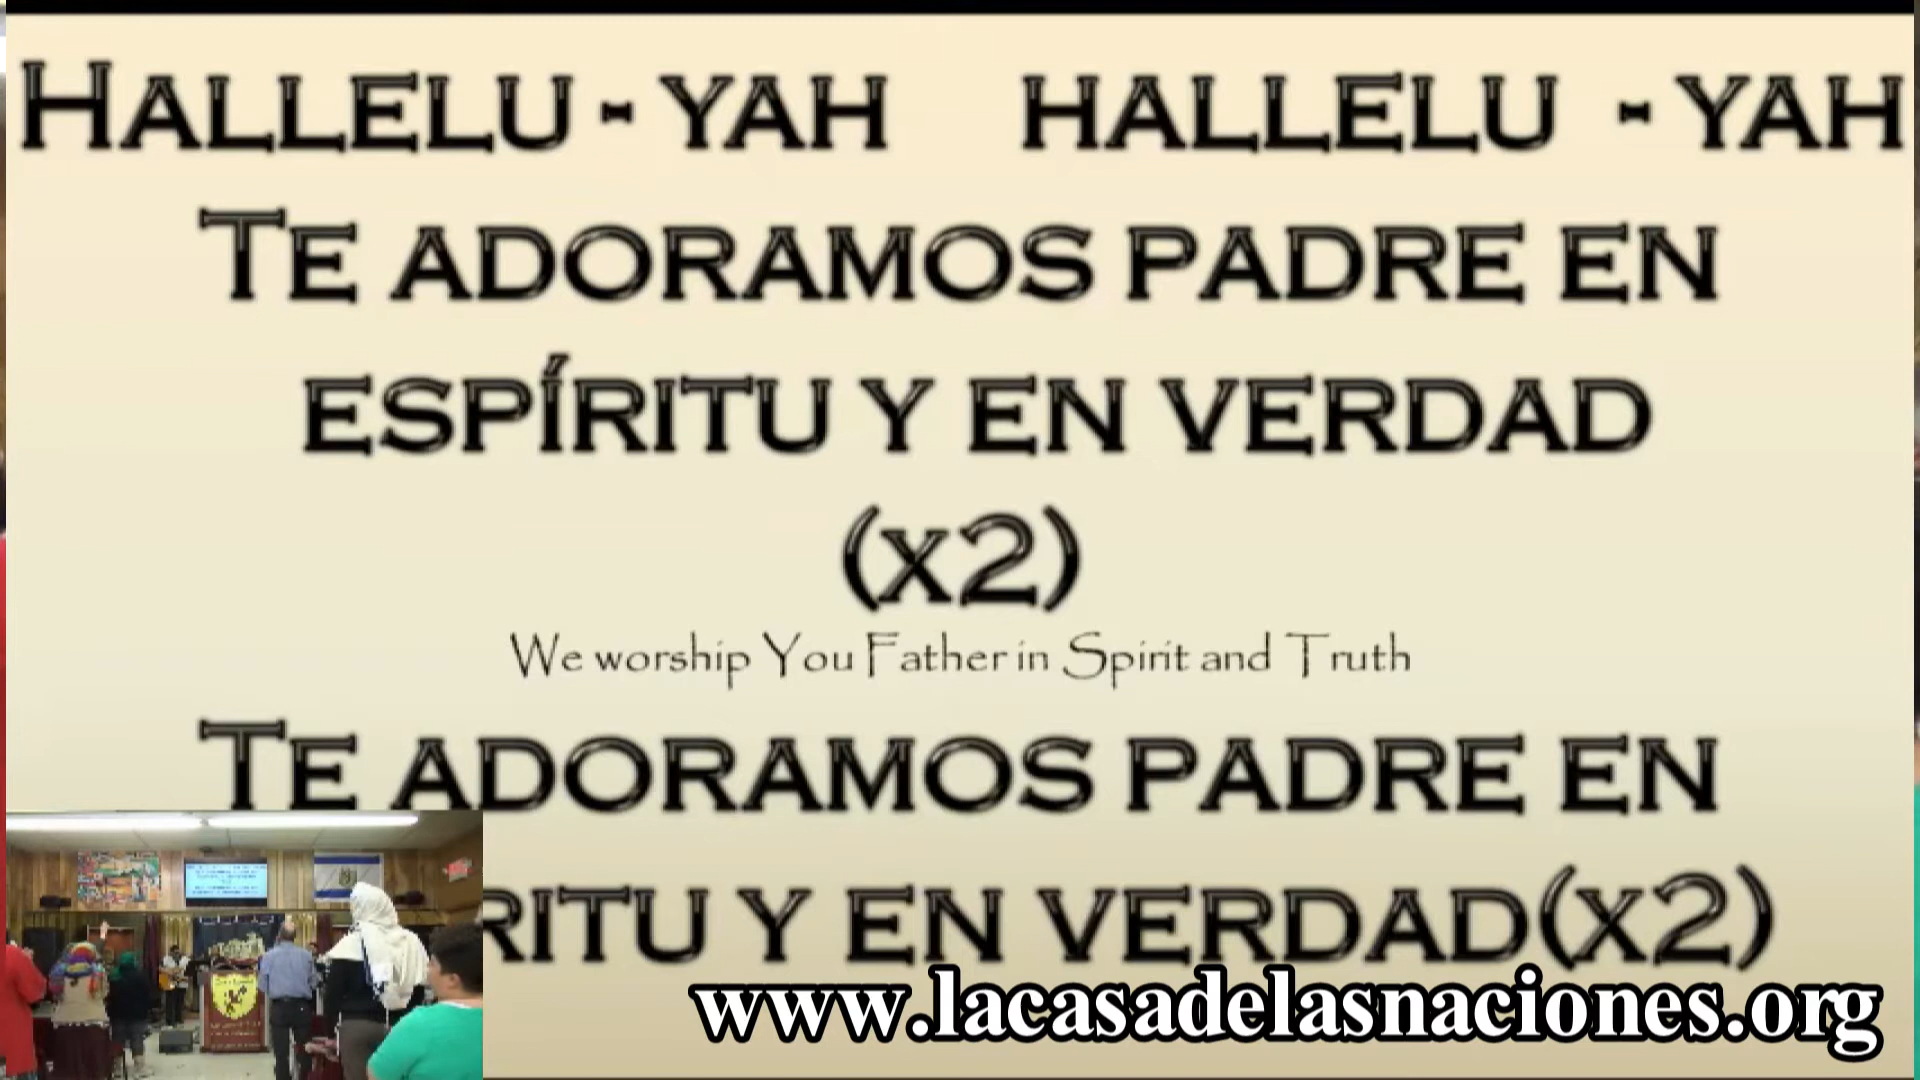 Hallelu - yah hallelu - yah
Te adoramos padre en
espíritu y en verdad
(x2)
We worship You Father in Spirit and Truth
Te adoramos padre en
y en verdad(x2)
www.lacasadelasnaciones.org